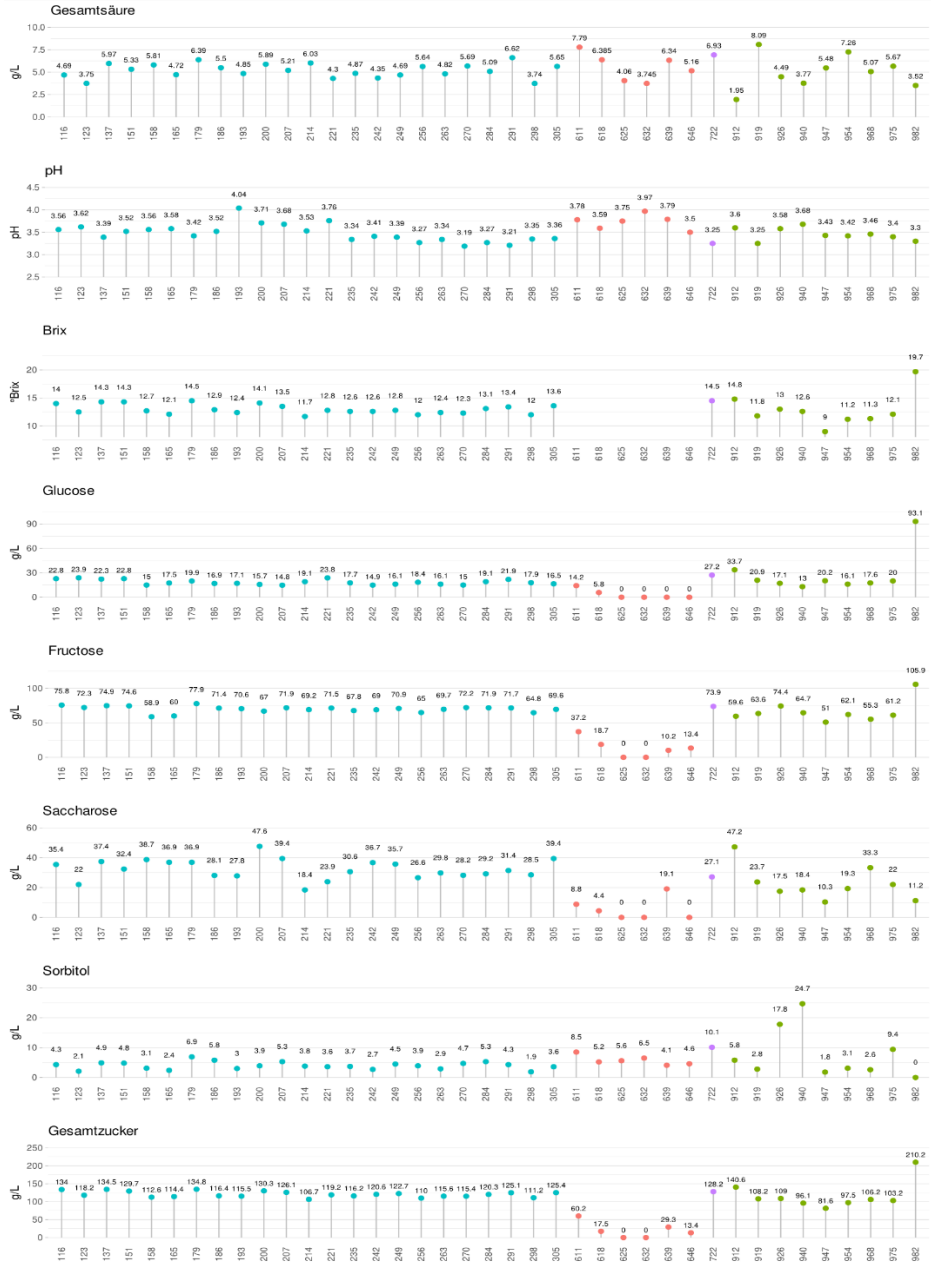 Gesamtsäure
10.0
7.5
5.0
2.5
0.0
g/L
4.69 3.75 5.97 5.33 5.81 4.72 6.39 5.5 4.85 5.89 5.21 6.03 4.3 4.87 4.35 4.69 5.64 4.82 5.69 5.09 6.62 3.74 5.65 7.79 6.385 4.06 3.745 6.34 5.16 6.93 1.95 8.09 4.49 3.77 5.48 7.26 5.07 5.67 3.52
116 123 137 151 158 165 179 186 193 200 207 214 221 235 242 249 256 263 270 284 291 298 305 611 618 625 632 639 646 722 912 919 926 940 947 954 968 975 982
pH
4.5
4.0
3.5
3.0
2.5
pH
3.56 3.62 3.39 3.52 3.56 3.58 3.42 3.52 4.04 3.71 3.68 3.53 3.76 3.34 3.41 3.39 3.27 3.34 3.19 3.27 3.21 3.35 3.36 3.78 3.59 3.75 3.97 3.79 3.5 3.25 3.6 3.25 3.58 3.68 3.43 3.42 3.46 3.4 3.3
116 123 137 151 158 165 179 186 193 200 207 214 221 235 242 249 256 263 270 284 291 298 305 611 618 625 632 639 646 722 912 919 926 940 947 954 968 975 982
Brix
20
15
10
°Brix
14 12.5 14.3 14.3 12.7 12.1 14.5 12.9 12.4 14.1 13.5 11.7 12.8 12.6 12.6 12.8 12 12.4 12.3 13.1 13.4 12 13.6 14.5 14.8 11.8 13 12.6 9 11.2 11.3 12.1 19.7
116 123 137 151 158 165 179 186 193 200 207 214 221 235 242 249 256 263 270 284 291 298 305 611 618 625 632 639 646 722 912 919 926 940 947 954 968 975 982
Glucose
90
60
30
0
g/L
22.8 23.9 22.3 22.8 15 17.5 19.9 16.9 17.1 15.7 14.8 19.1 23.8 17.7 14.9 16.1 18.4 16.1 15 19.1 21.9 17.9 16.5 14.2 5.8 0 0 0 0 27.2 33.7 20.9 17.1 13 20.2 16.1 17.6 20 93.1
116 123 137 151 158 165 179 186 193 200 207 214 221 235 242 249 256 263 270 284 291 298 305 611 618 625 632 639 646 722 912 919 926 940 947 954 968 975 982
Fructose
100
50
0
g/L
75.8 72.3 74.9 74.6 58.9 60 77.9 71.4 70.6 67 71.9 69.2 71.5 67.8 69 70.9 65 69.7 72.2 71.9 71.7 64.8 69.6 37.2 18.7 0 0 10.2 13.4 73.9 59.6 63.6 74.4 64.7 51 62.1 55.3 61.2 105.9
116 123 137 151 158 165 179 186 193 200 207 214 221 235 242 249 256 263 270 284 291 298 305 611 618 625 632 639 646 722 912 919 926 940 947 954 968 975 982
Saccharose
60
40
20
0
g/L
35.4 22 37.4 32.4 38.7 36.9 36.9 28.1 27.8 47.6 39.4 18.4 23.9 30.6 36.7 35.7 26.6 29.8 28.2 29.2 31.4 28.5 39.4 8.8 4.4 0 0 19.1 0 27.1 47.2 23.7 17.5 18.4 10.3 19.3 33.3 22 11.2
116 123 137 151 158 165 179 186 193 200 207 214 221 235 242 249 256 263 270 284 291 298 305 611 618 625 632 639 646 722 912 919 926 940 947 954 968 975 982
Sorbitol
30
20
10
0
g/L
4.3 2.1 4.9 4.8 3.1 2.4 6.9 5.8 3 3.9 5.3 3.8 3.6 3.7 2.7 4.5 3.9 2.9 4.7 5.3 4.3 1.9 3.6 8.5 5.2 5.6 6.5 4.1 4.6 10.1 5.8 2.8 17.8 24.7 1.8 3.1 2.6 9.4 0
116 123 137 151 158 165 179 186 193 200 207 214 221 235 242 249 256 263 270 284 291 298 305 611 618 625 632 639 646 722 912 919 926 940 947 954 968 975 982
Gesamtzucker
250
200
150
100
50
0
g/L
134 118.2 134.5 129.7 112.6 114.4 134.8 116.4 115.5 130.3 126.1 106.7 119.2 116.2 120.6 122.7 110 115.6 115.4 120.3 125.1 111.2 125.4 60.2 17.5 0 0 29.3 13.4 128.2 140.6 108.2 109 96.1 81.6 97.5 106.2 103.2 210.2
116 123 137 151 158 165 179 186 193 200 207 214 221 235 242 249 256 263 270 284 291 298 305 611 618 625 632 639 646 722 912 919 926 940 947 954 968 975 982